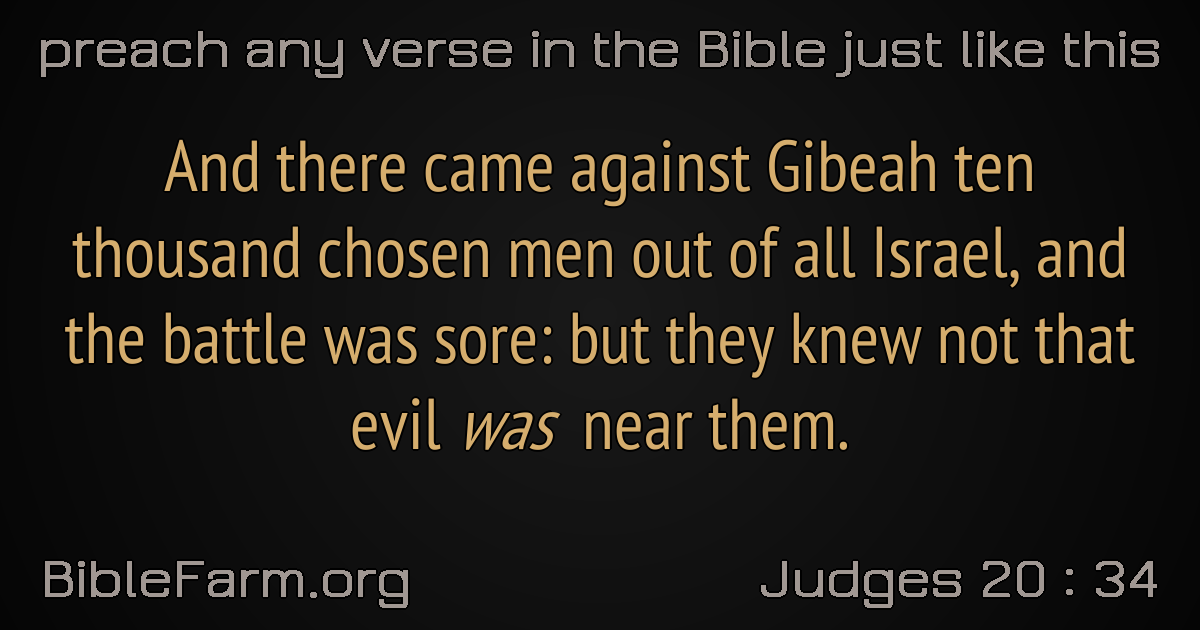 preach any verse in the Bible just like this
And there came against Gibeah ten
thousand chosen men out of all Israel, and
the battle was sore: but they knew not that
evil was near them.
BibleFarm.org
Judges 20 : 34